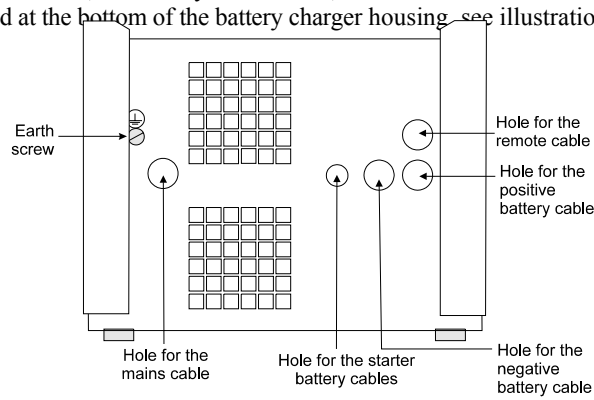 d at the bottom of the battery charger housing, see illustratio
Earth
screw
Hole for the
remote cable
Hole for the
positive
battery cable
Hole for the
mains cable
Hole for the starter
battery cables
Hole for the
negative
battery cable